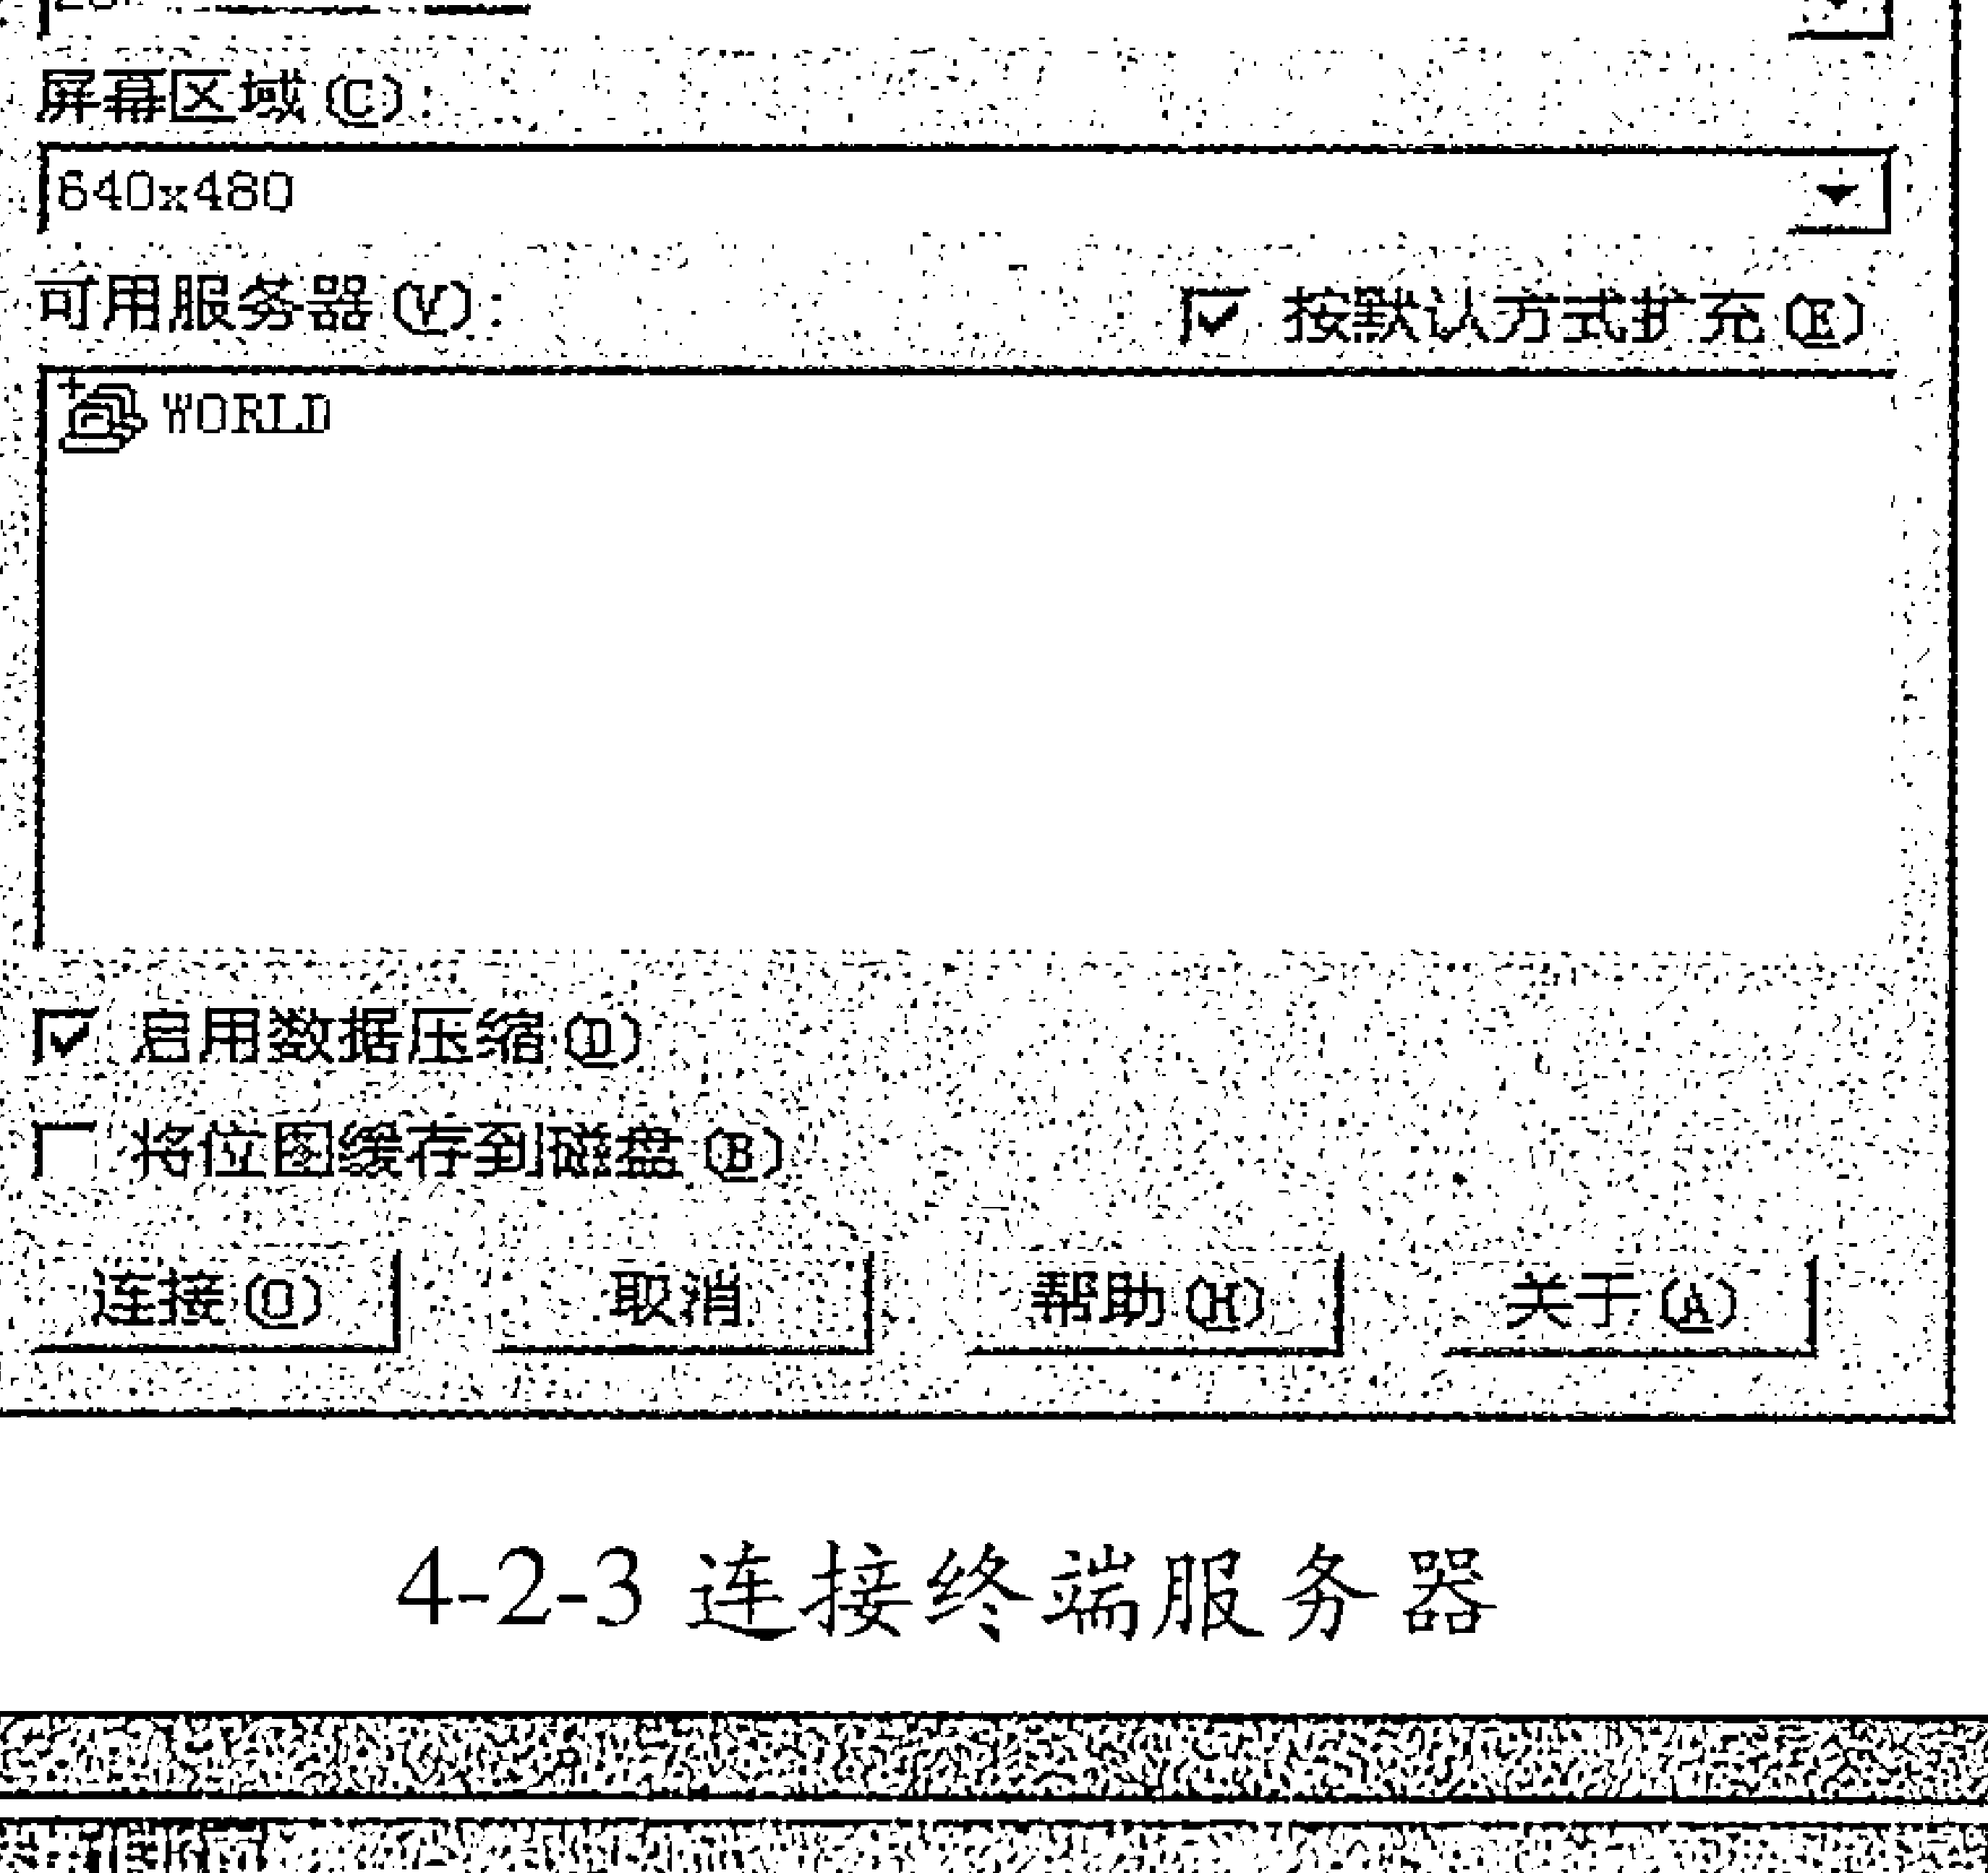 屏幕区域(C):
640x480
可用服务器(V): 按默认方式扩充(E)
WORLD
启用数据压缩(D)
将位图缓存到磁盘(B)
连接(O) 取消 帮助(H) 关于(A)
4-2-3 连接终端服务器